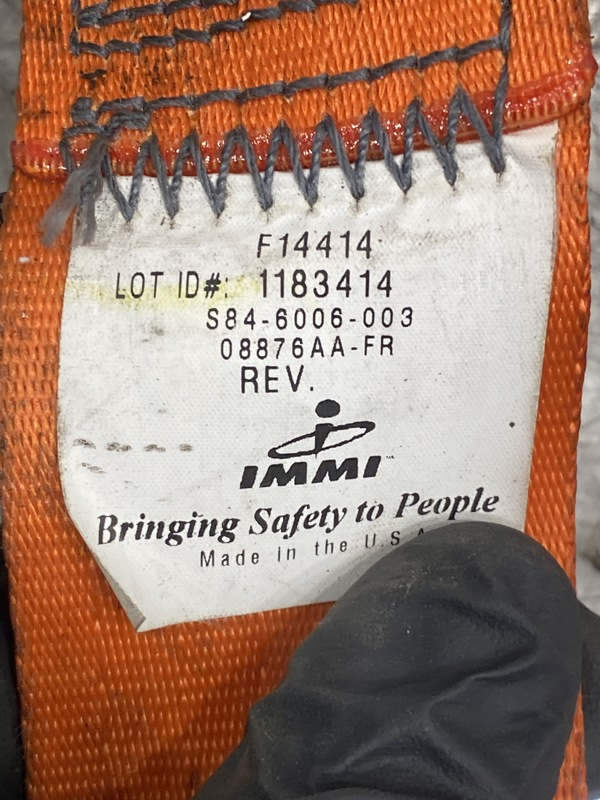 F14414
LOT ID#: 1183414
S84-6006-003
08876AA-FR
REV.
IMMI
Bringing Safety to People
Made in the U.S.A.